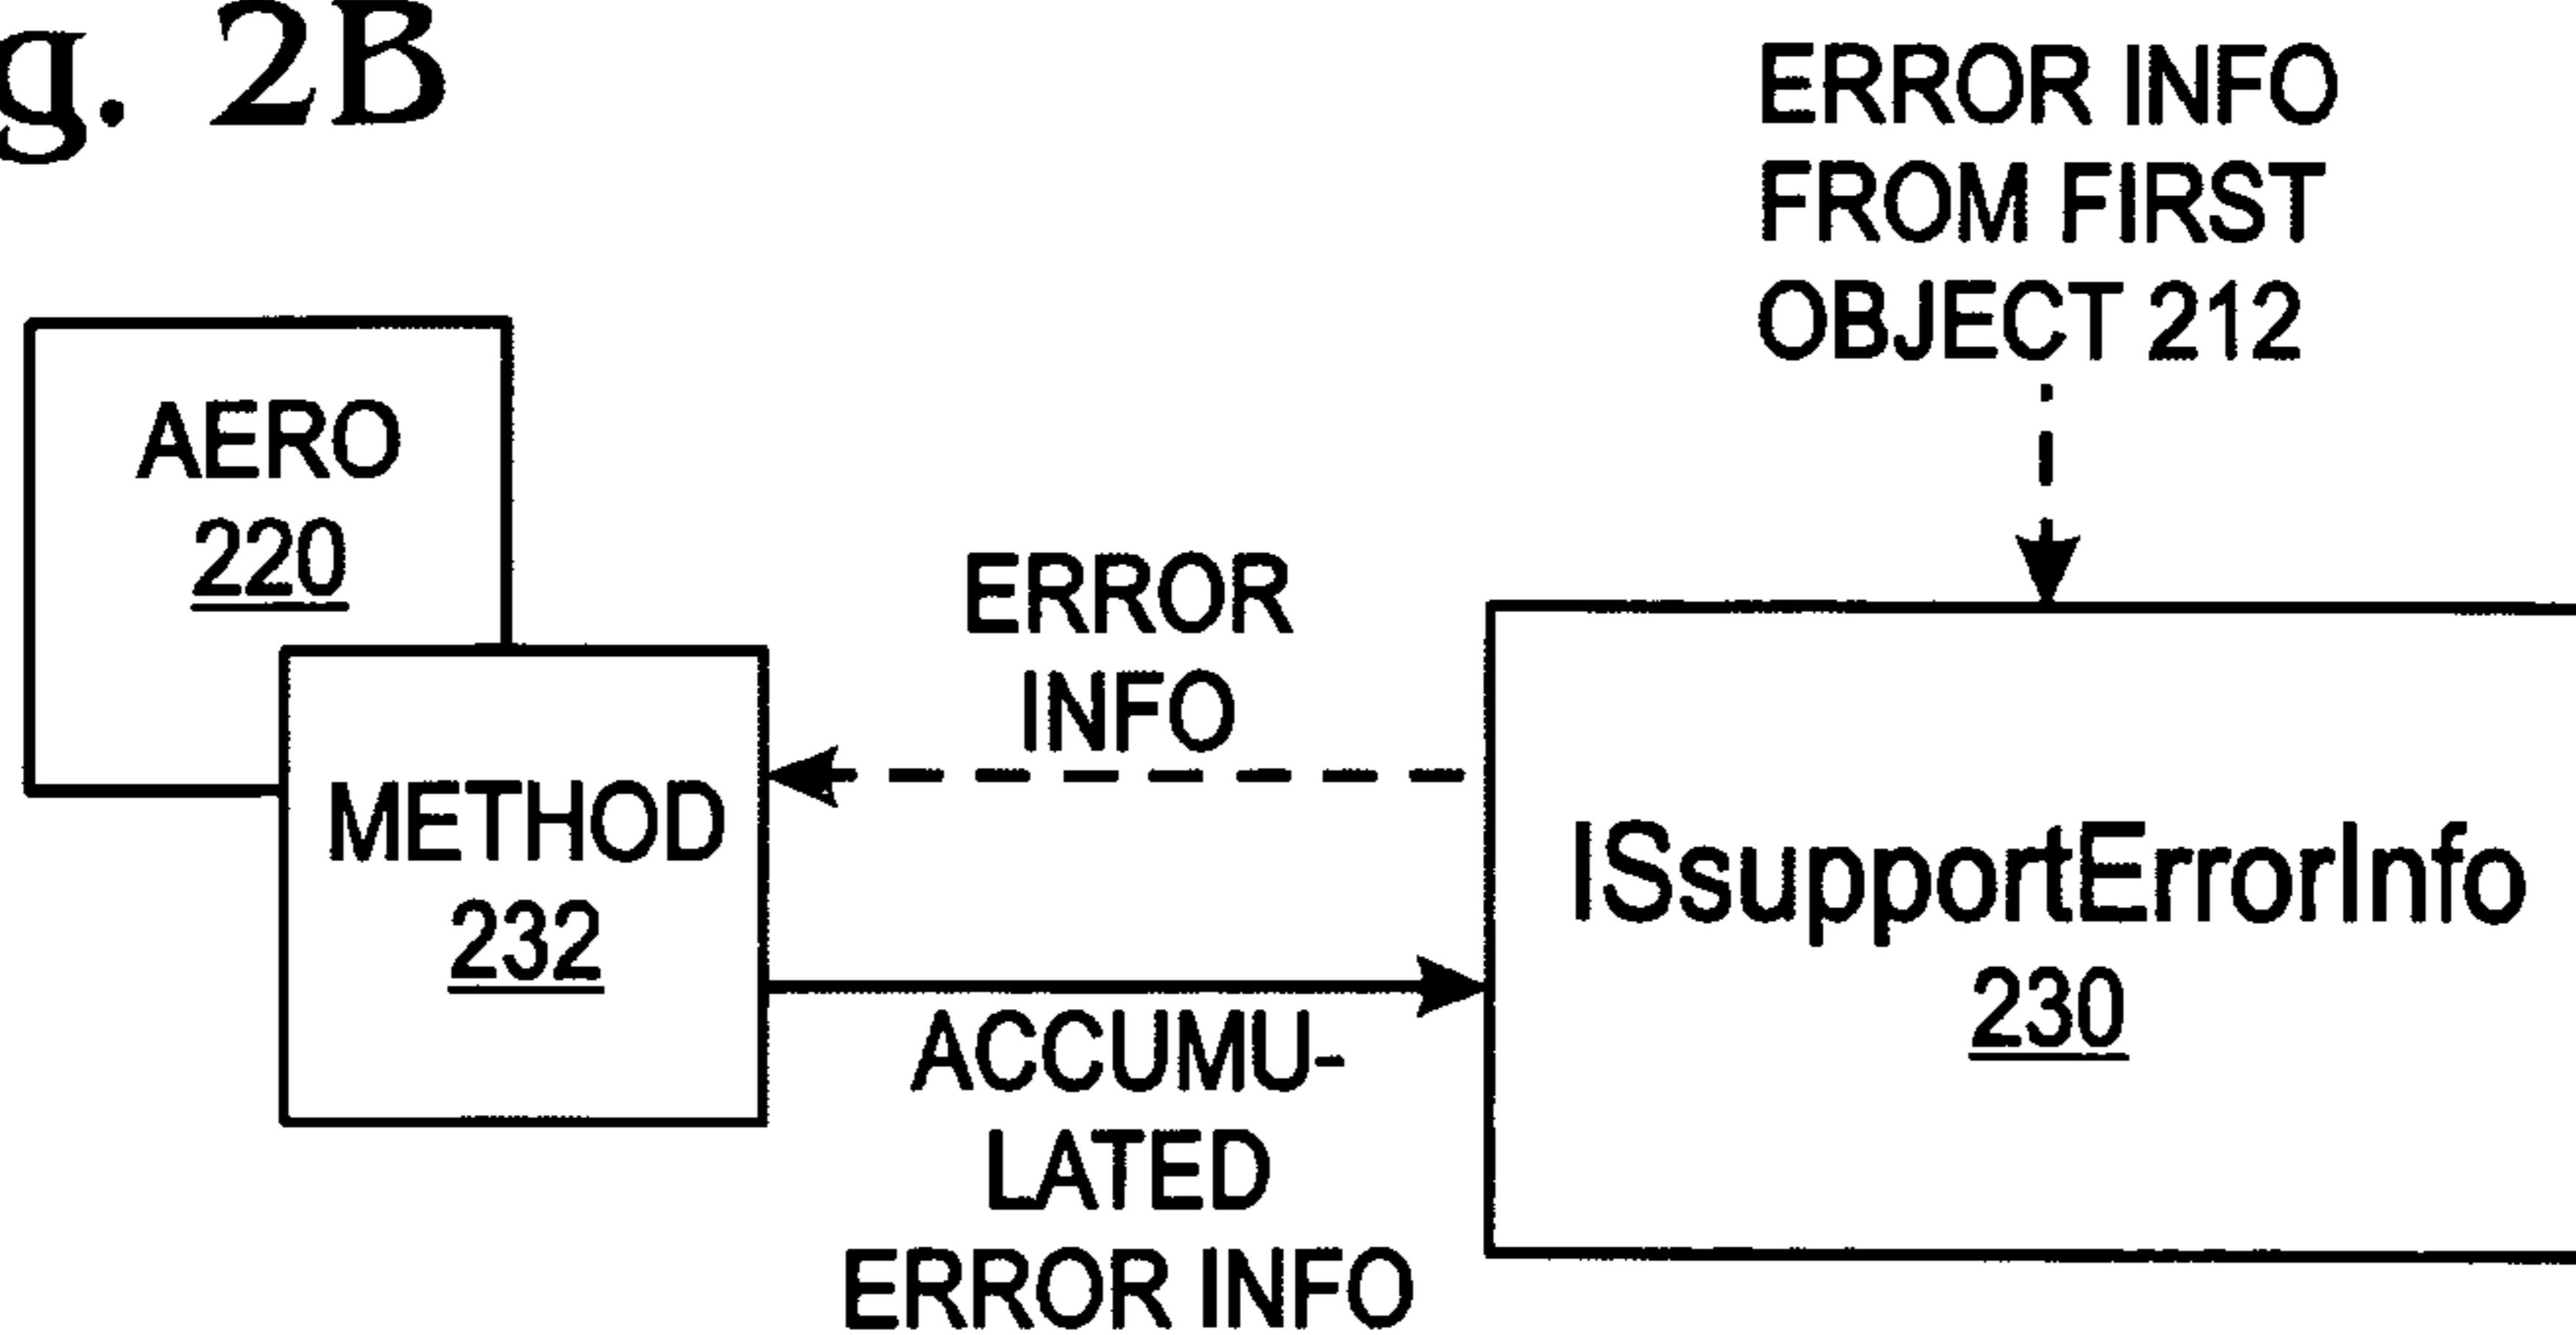 g. 2B
ERROR INFO
FROM FIRST
OBJECT 212
AERO
220
ERROR
INFO
METHOD
232
ISsupportErrorInfo
230
ACCUMU-
LATED
ERROR INFO